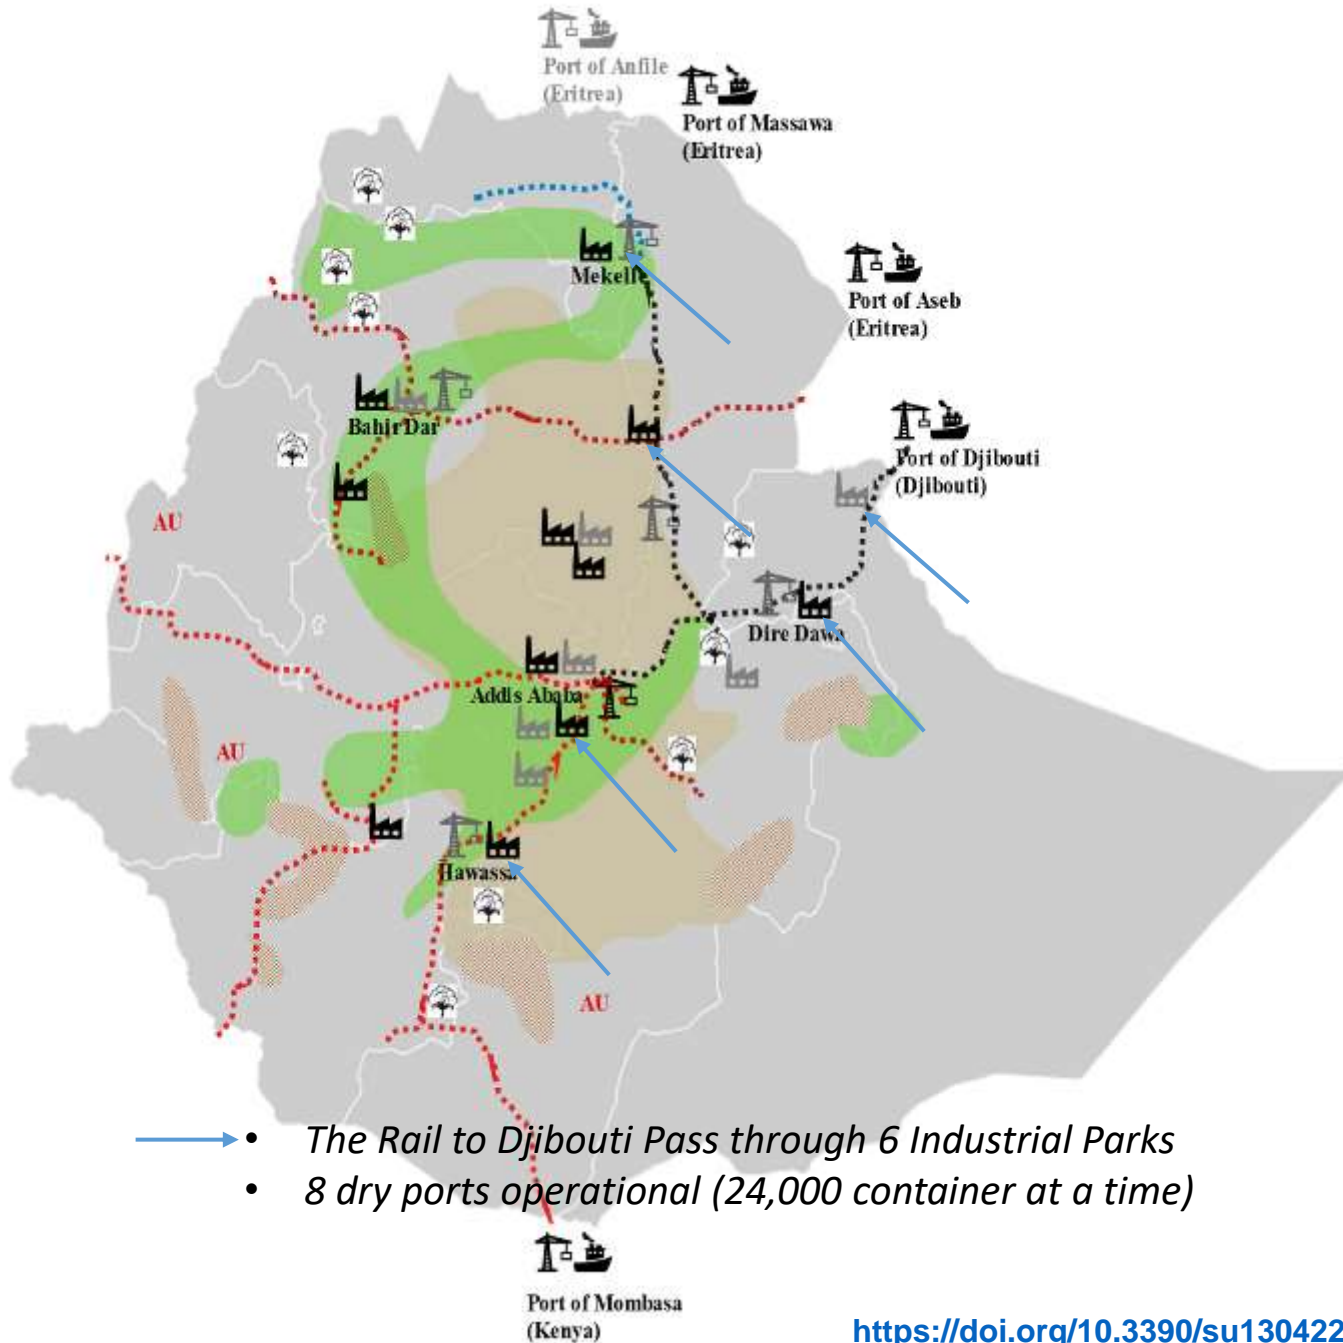 Port of Anfile
(Eritrea)
Port of Massawa
(Eritrea)
Mekelle
Port of Aseb
(Eritrea)
Bahir Dar
Port of Djibouti
(Djibouti)
AU
Dire Dawa
Addis Ababa
AU
Hawassa
AU
• The Rail to Djibouti Pass through 6 Industrial Parks
• 8 dry ports operational (24,000 container at a time)
Port of Mombasa
(Kenya)
https://doi.org/10.3390/su130422